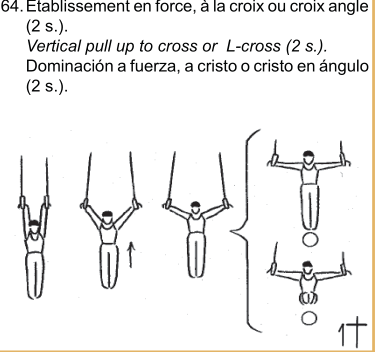 64. Etablissement en force, à la croix ou croix angle
(2 s.).
Vertical pull up to cross or L-cross (2 s.).
Dominación a fuerza, a cristo o cristo en ángulo
(2 s.).